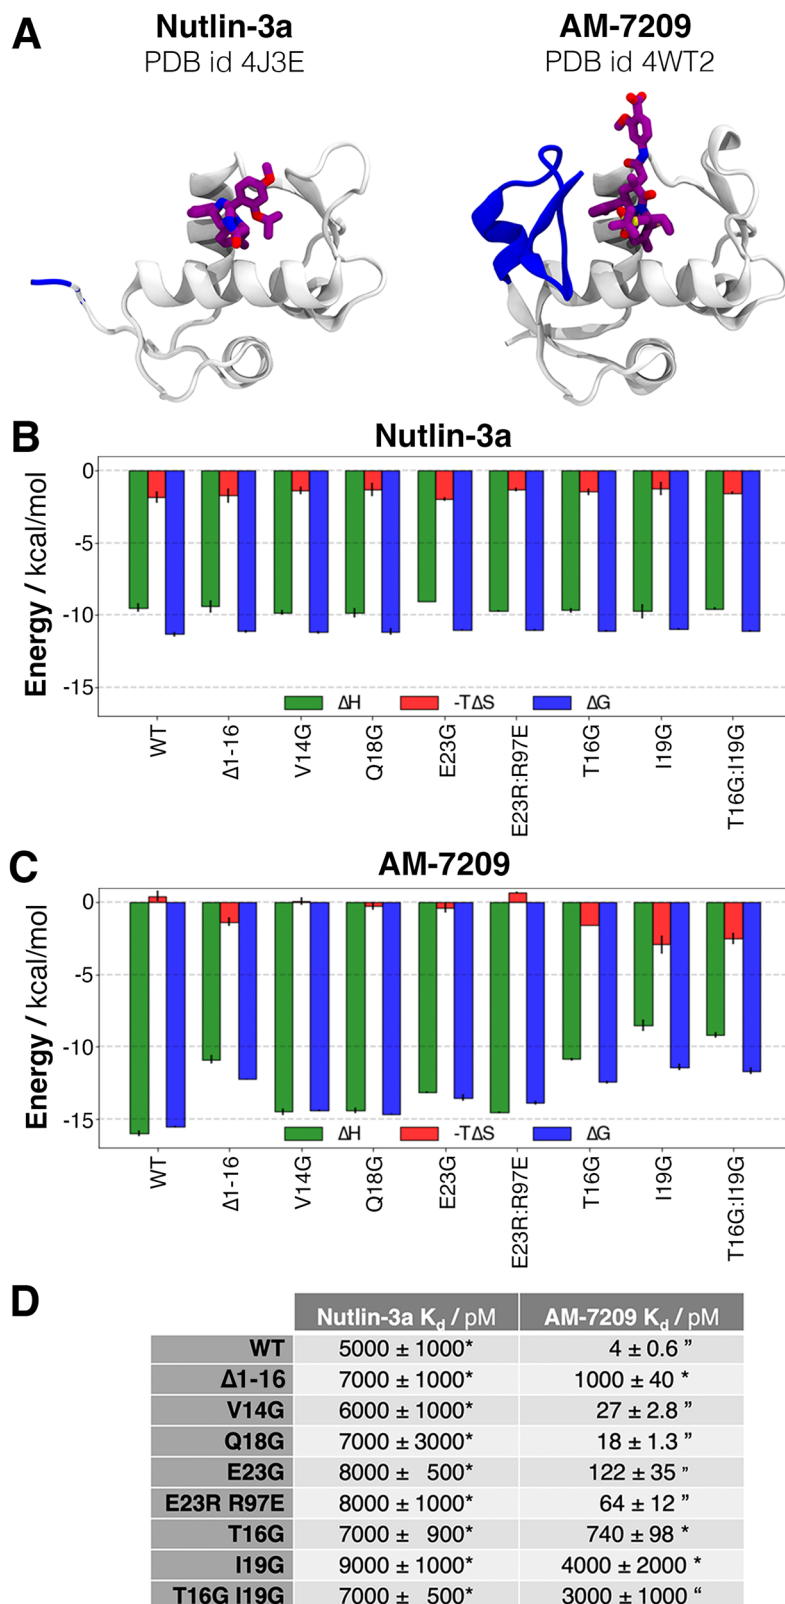 A
Nutlin-3a
PDB id 4J3E
AM-7209
PDB id 4WT2
B
Nutlin-3a
Energy / kcal/mol
0
-5
-10
-15
ΔH
-TΔS
ΔG
WT
Δ1-16
V14G
Q18G
E23G
E23R:R97E
T16G
I19G
T16G:I19G
C
AM-7209
Energy / kcal/mol
0
-5
-10
-15
ΔH
-TΔS
ΔG
WT
Δ1-16
V14G
Q18G
E23G
E23R:R97E
T16G
I19G
T16G:I19G
D
Nutlin-3a Kd / pM AM-7209 Kd / pM
WT 5000 ± 1000* 4 ± 0.6 ”
Δ1-16 7000 ± 1000* 1000 ± 40 *
V14G 6000 ± 1000* 27 ± 2.8 ”
Q18G 7000 ± 3000* 18 ± 1.3 ”
E23G 8000 ± 500* 122 ± 35 ”
E23R R97E 8000 ± 1000* 64 ± 12 ”
T16G 7000 ± 900* 740 ± 98 *
I19G 9000 ± 1000* 4000 ± 2000 *
T16G I19G 7000 ± 500* 3000 ± 1000 “